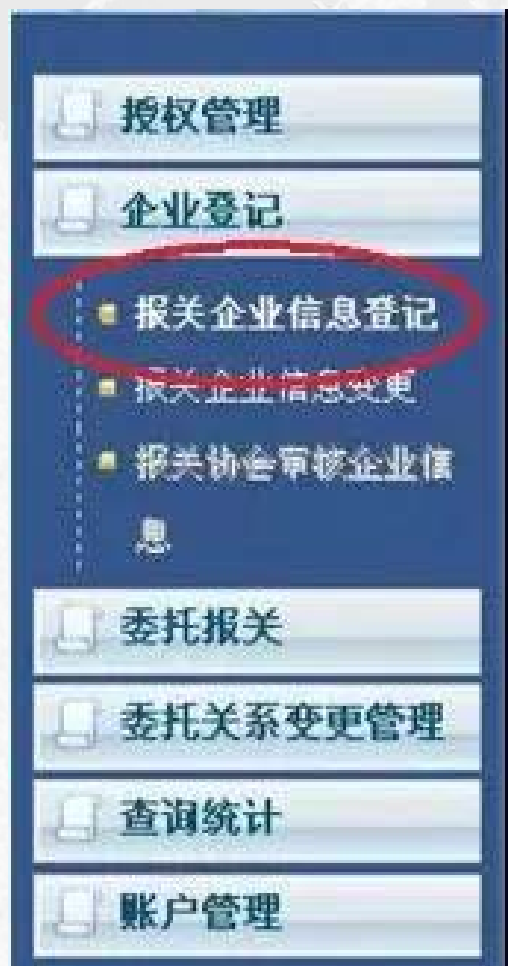 授权管理
企业登记
报关企业信息登记
报关企业信息变更
报关协会审核企业信
息
委托报关
委托关系变更管理
查询统计
账户管理